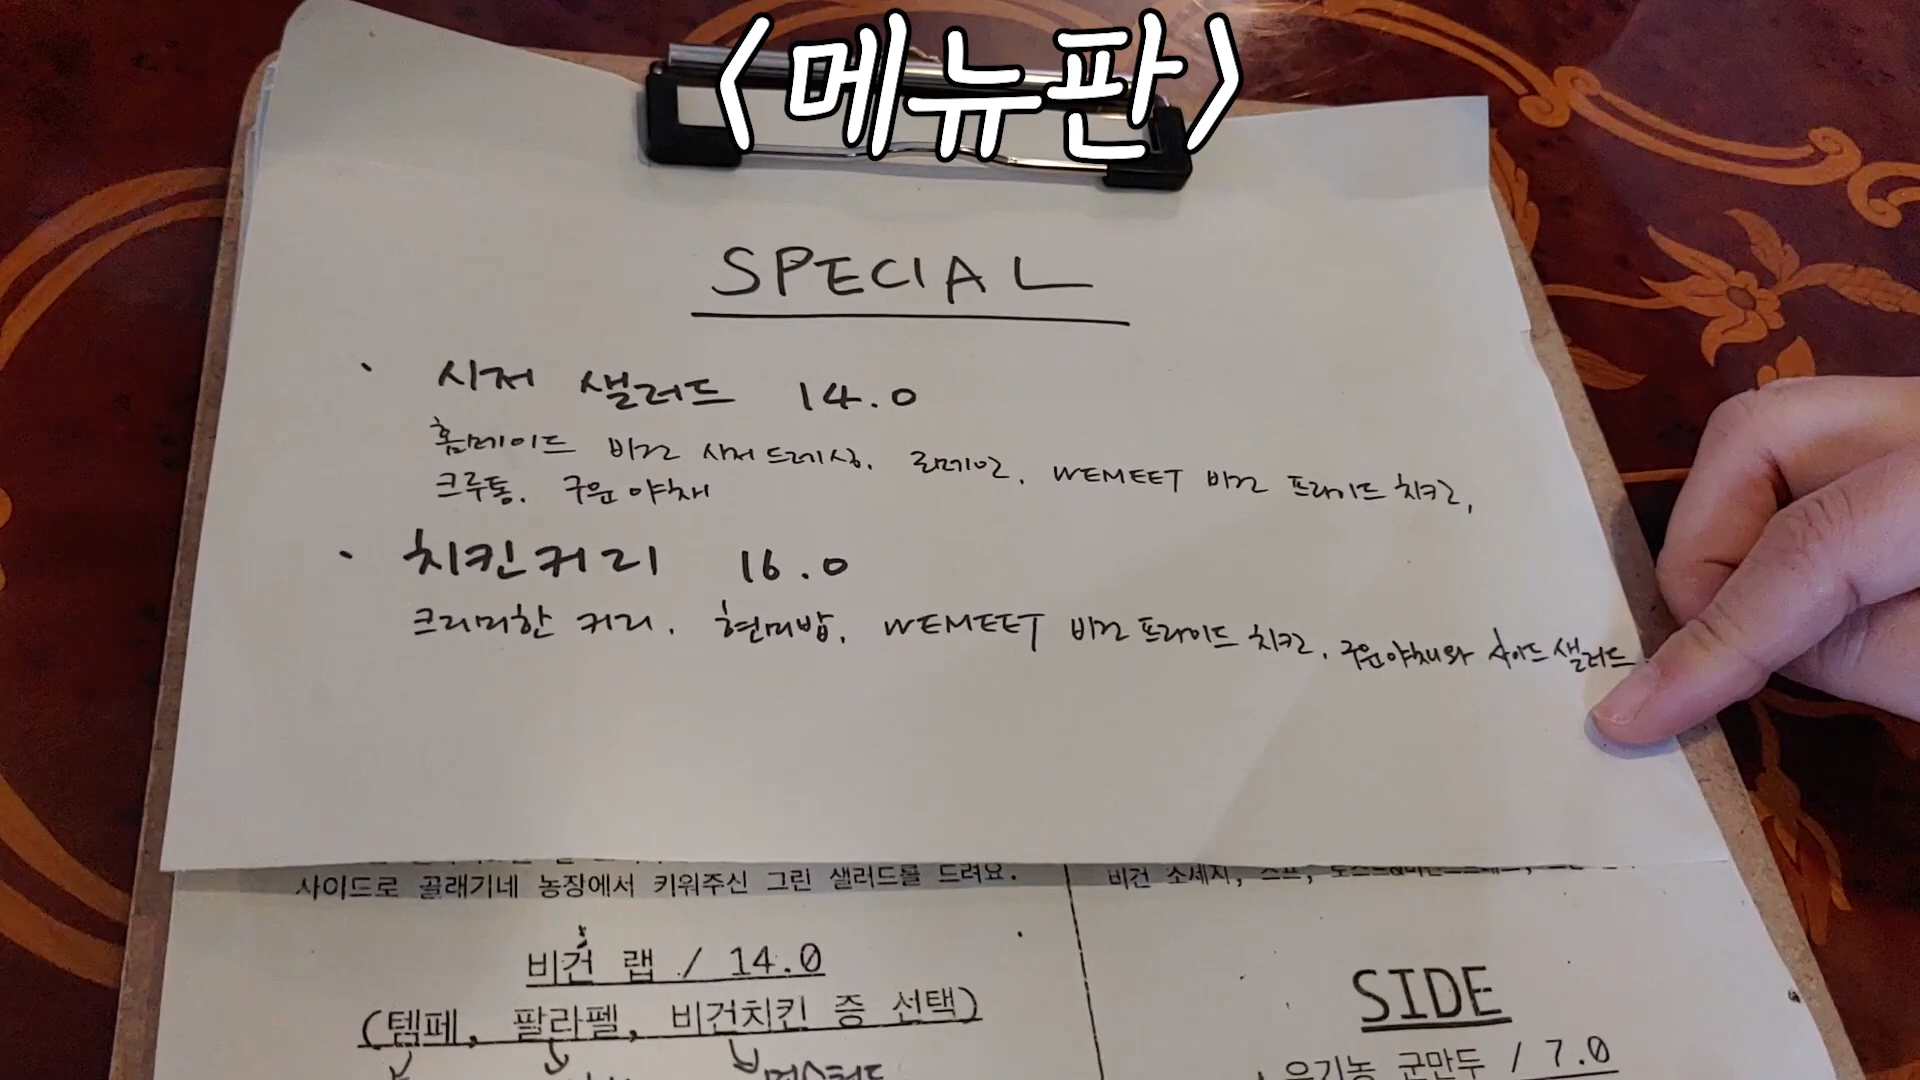 <메뉴판>
SPECIAL
· 시저 샐러드 14.0
홈메이드 비건 시저드레싱, 로메인, WEMEET 비건 프라이드 치킨,
크루통, 구운야채
· 치킨커리 16.0
크리미한 커리, 현미밥, WEMEET 비건 프라이드 치킨, 구운야채와 사이드 샐러드
사이드로 골래기네 농장에서 키워주신 그린 샐러드를 드려요.
비건 랩 / 14.0
(템페, 팔라펠, 비건치킨 중 선택)
비건 소세지, 스프,
SIDE
유기농 군만두 / 7.0